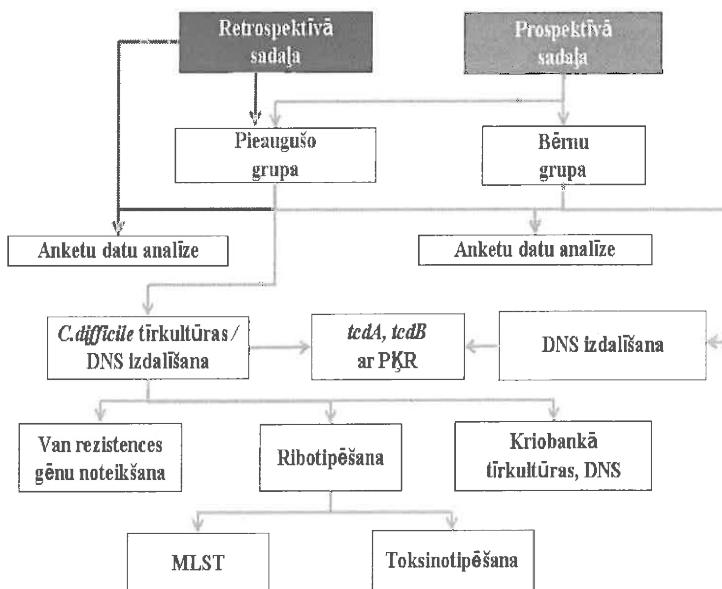 Retrospektīvā
sadaļa
Prospektīvā
sadaļa
Pieaugušo
grupa
Bērnu
grupa
Anketu datu analīze
Anketu datu analīze
C.difficile tīrkultūras /
DNS izdalīšana
tcdA, tcdB
ar PĶR
DNS izdalīšana
Van rezistences
gēnu noteikšana
Ribotipēšana
Kriobankā
tīrkultūras, DNS
MLST
Toksinotipēšana